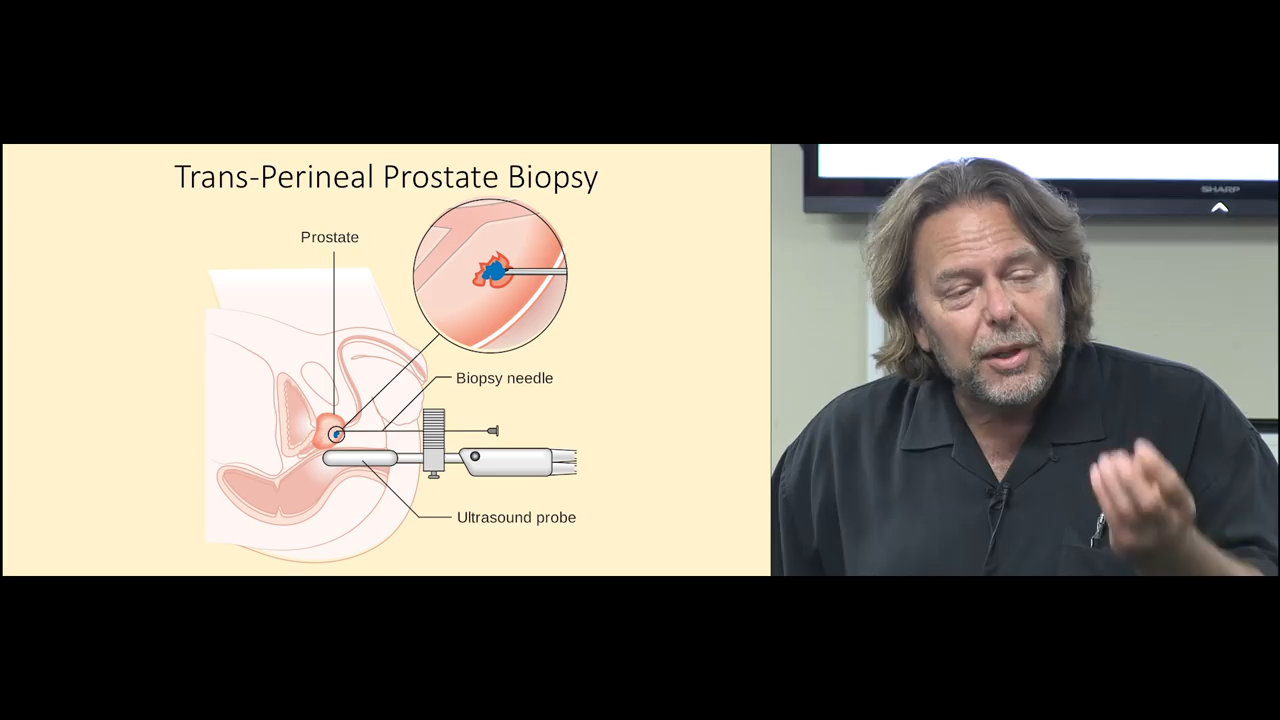 Trans-Perineal Prostate Biopsy
Prostate
Biopsy needle
Ultrasound probe
SHARP